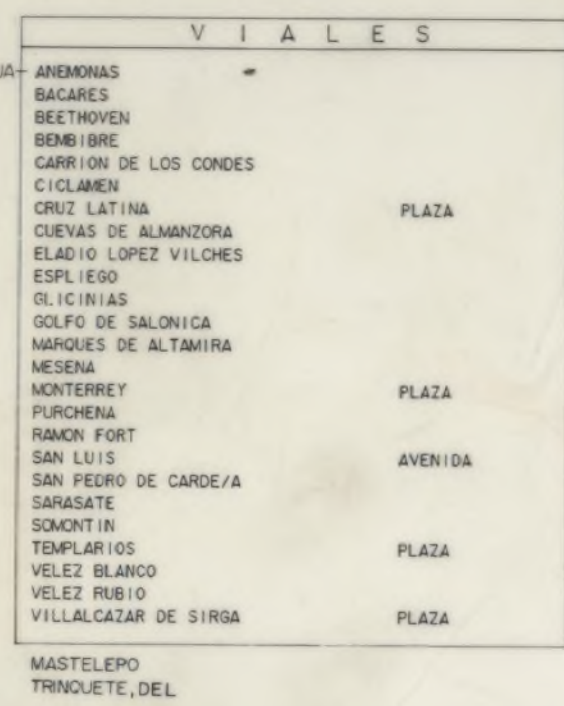 V I A L E S
JA- ANEMONAS
BACARES
BEETHOVEN
BEMBIBRE
CARRION DE LOS CONDES
CICLAMEN
CRUZ LATINA PLAZA
CUEVAS DE ALMANZORA
ELADIO LOPEZ VILCHES
ESPLIEGO
GLICINIAS
GOLFO DE SALONICA
MARQUES DE ALTAMIRA
MESENA
MONTERREY PLAZA
PURCHENA
RAMON FORT
SAN LUIS AVENIDA
SAN PEDRO DE CARDE/A
SARASATE
SOMONTIN
TEMPLARIOS PLAZA
VELEZ BLANCO
VELEZ RUBIO
VILLALCAZAR DE SIRGA PLAZA
MASTELEPO
TRINQUETE, DEL